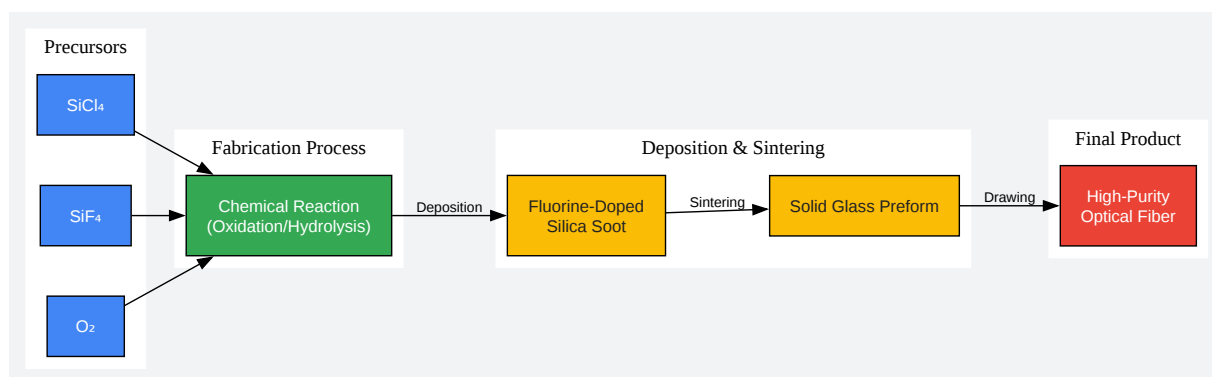 Precursors
SiCl₄
SiF₄
O₂
Fabrication Process
Chemical Reaction
(Oxidation/Hydrolysis)
Deposition
Deposition & Sintering
Fluorine-Doped
Silica Soot
Sintering
Solid Glass Preform
Drawing
Final Product
High-Purity
Optical Fiber